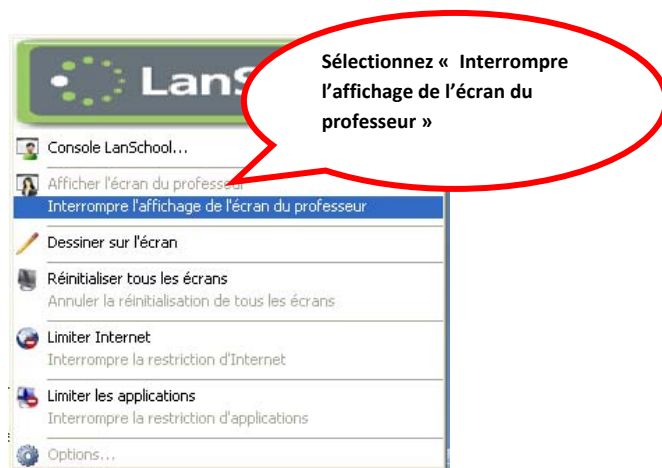 LanS
Sélectionnez « Interrompre
l'affichage de l'écran du
professeur »
Console LanSchool...
Afficher l'écran du professeur
Interrompre l'affichage de l'écran du professeur
Dessiner sur l'écran
Réinitialiser tous les écrans
Annuler la réinitialisation de tous les écrans
Limiter Internet
Interrompre la restriction d'Internet
Limiter les applications
Interrompre la restriction d'applications
Options...